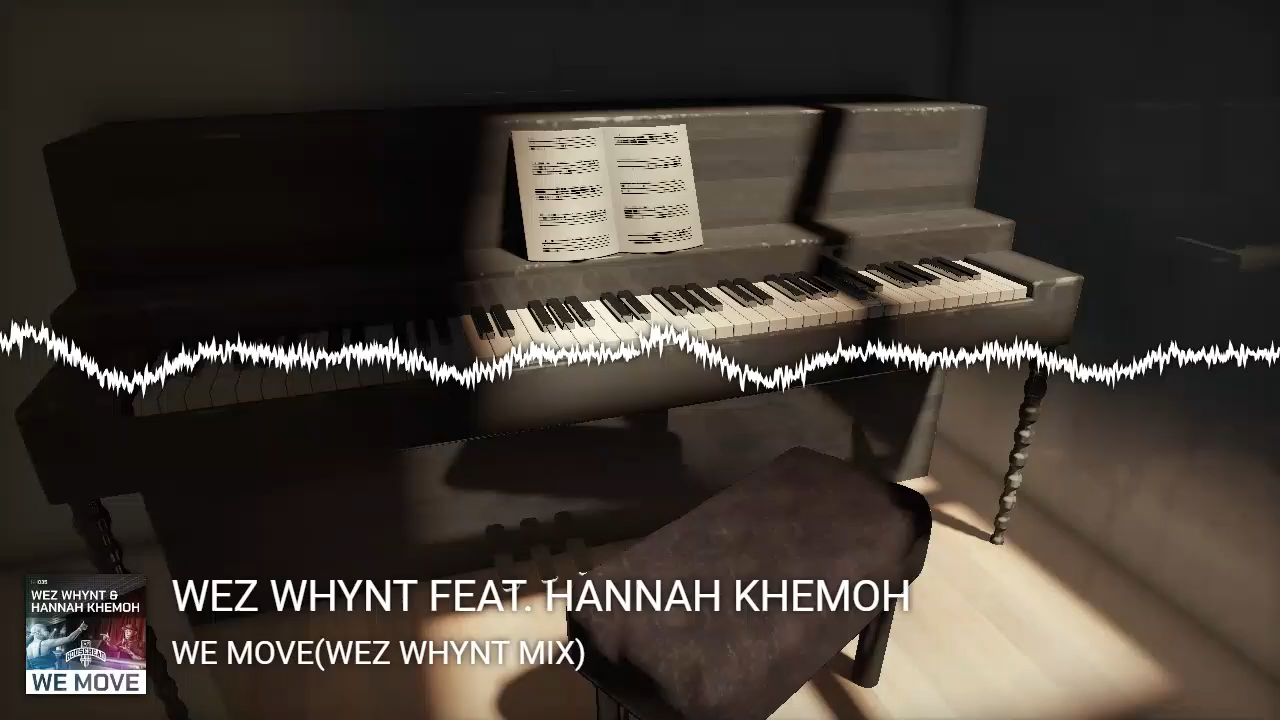 WEZ WHYNT FEAT. HANNAH KHEMOH
WE MOVE(WEZ WHYNT MIX)
WEZ WHYNT &
HANNAH KHEMOH
WE MOVE